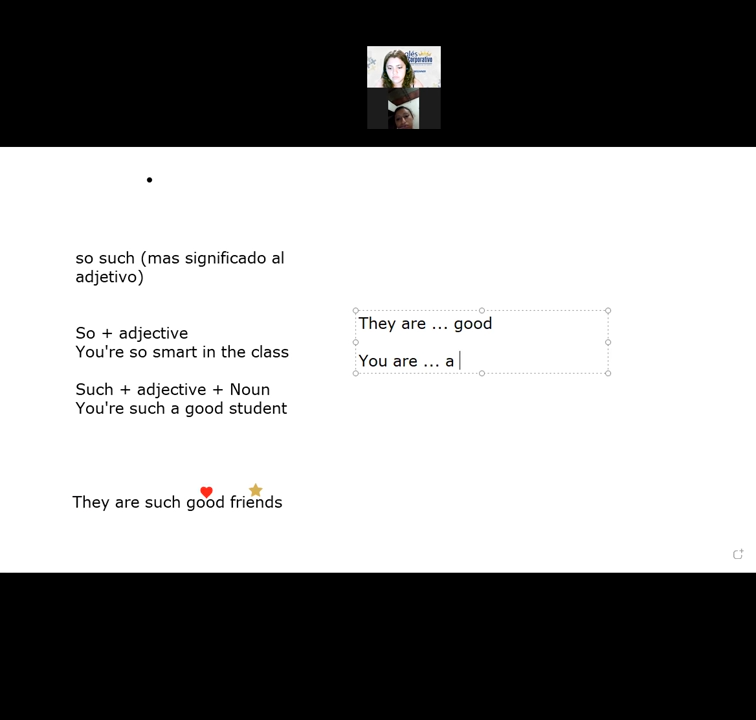 Corporativo
so such (mas significado al
adjetivo)
So + adjective
You're so smart in the class
Such + adjective + Noun
You're such a good student
They are such good friends
They are ... good
You are ... a